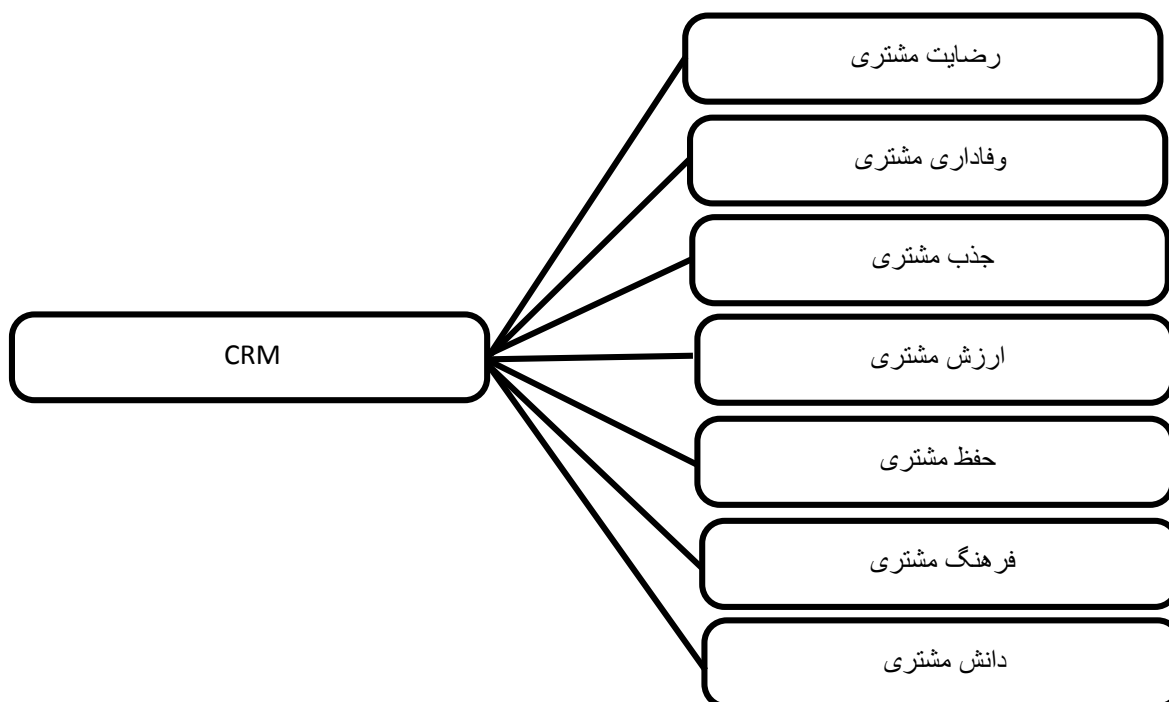 رضایت مشتری
وفاداری مشتری
جذب مشتری
ارزش مشتری
CRM
حفظ مشتری
فرهنگ مشتری
دانش مشتری